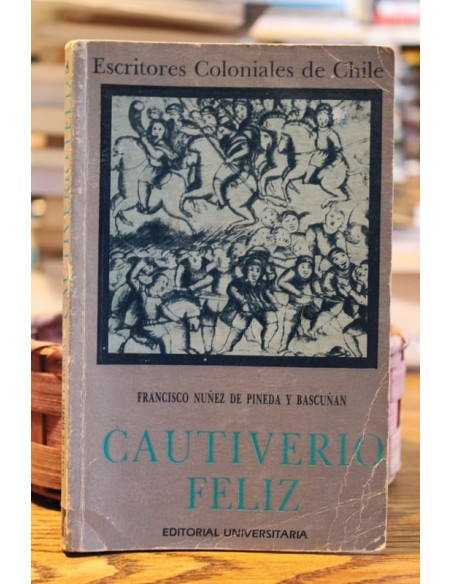 Escritores Coloniales de Chile
FRANCISCO NUÑEZ DE PINEDA Y BASCUÑAN
CAUTIVERIO
FELIZ
EDITORIAL UNIVERSITARIA